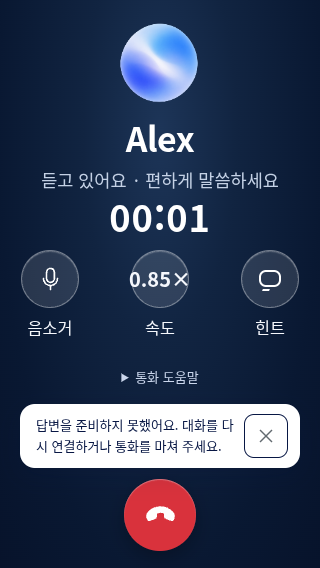 Alex
듣고 있어요 · 편하게 말씀하세요
00:01
0.85×
음소거
속도
힌트
▶ 통화 도움말
답변을 준비하지 못했어요. 대화를 다
시 연결하거나 통화를 마쳐 주세요.